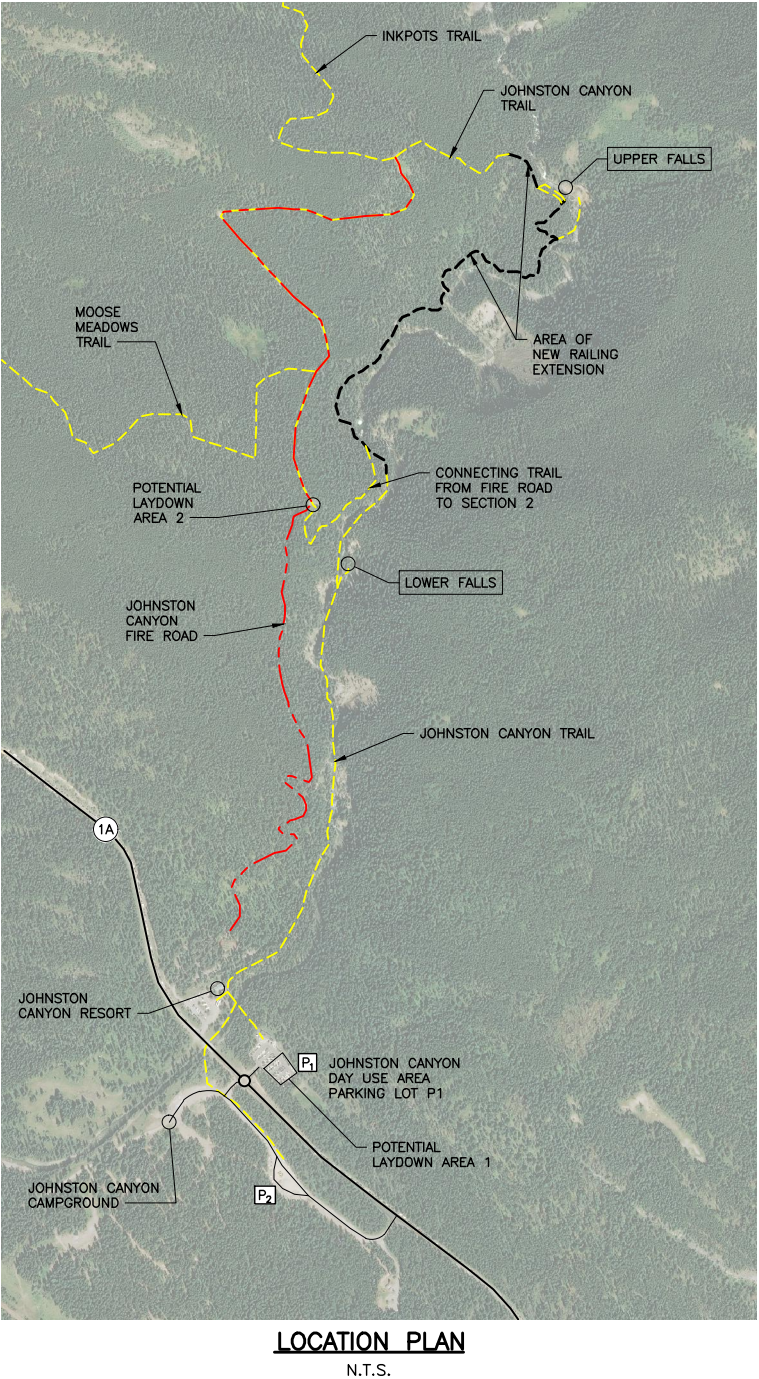 INKPOTS TRAIL
JOHNSTON CANYON
TRAIL
UPPER FALLS
MOOSE
MEADOWS
TRAIL
AREA OF
NEW RAILING
EXTENSION
CONNECTING TRAIL
FROM FIRE ROAD
TO SECTION 2
POTENTIAL
LAYDOWN
AREA 2
LOWER FALLS
JOHNSTON
CANYON
FIRE ROAD
JOHNSTON CANYON TRAIL
1A
JOHNSTON
CANYON RESORT
P1
JOHNSTON CANYON
DAY USE AREA
PARKING LOT P1
POTENTIAL
LAYDOWN AREA 1
JOHNSTON CANYON
CAMPGROUND
P2
LOCATION PLAN
N.T.S.